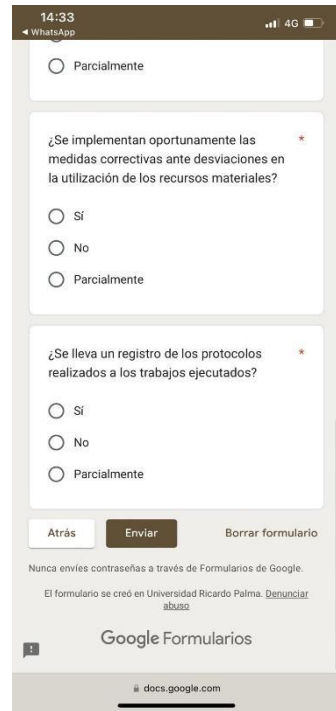 14:33
4G
◀ WhatsApp
Parcialmente
¿Se implementan oportunamente las *
medidas correctivas ante desviaciones en
la utilización de los recursos materiales?
Sí
No
Parcialmente
¿Se lleva un registro de los protocolos *
realizados a los trabajos ejecutados?
Sí
No
Parcialmente
Atrás Enviar Borrar formulario
Nunca envíes contraseñas a través de Formularios de Google.
El formulario se creó en Universidad Ricardo Palma. Denunciar
abuso
Google Formularios
docs.google.com